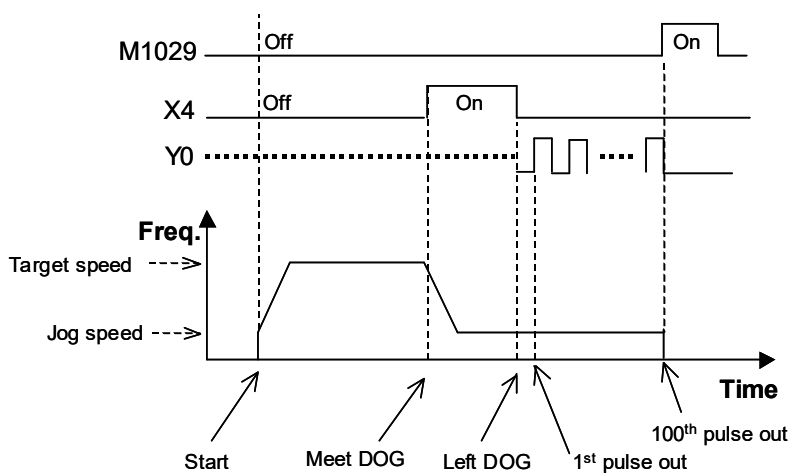 M1029 Off On
X4 Off On
Y0
Freq.
Target speed
Jog speed
Time
Start Meet DOG Left DOG 1st pulse out 100th pulse out